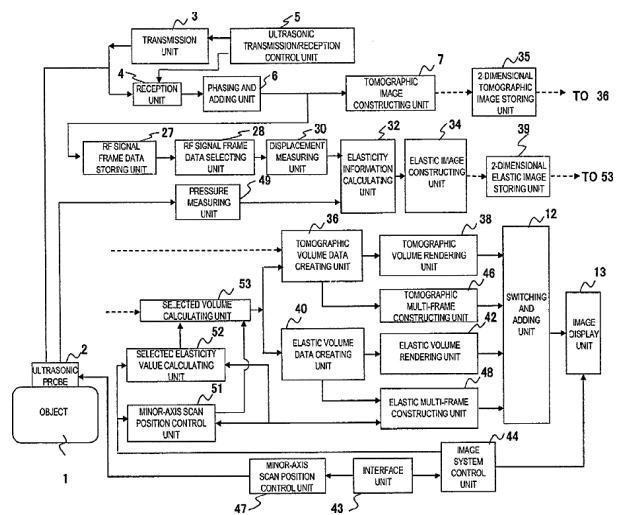 3
TRANSMISSION
UNIT
5
ULTRASONIC
TRANSMISSION/RECEPTION
CONTROL UNIT
4
RECEPTION
UNIT
6
PHASING AND
ADDING UNIT
7
TOMOGRAPHIC
IMAGE
CONSTRUCTING UNIT
35
2-DIMENSIONAL
TOMOGRAPHIC
IMAGE STORING UNIT
TO 36
27
RF SIGNAL
FRAME DATA
STORING UNIT
28
RF SIGNAL FRAME
DATA SELECTING
UNIT
30
DISPLACEMENT
MEASURING UNIT
32
ELASTICITY
INFORMATION
CALCULATING
UNIT
34
ELASTIC IMAGE
CONSTRUCTING
UNIT
39
2-DIMENSIONAL
ELASTIC IMAGE
STORING UNIT
TO 53
49
PRESSURE
MEASURING
UNIT
36
TOMOGRAPHIC
VOLUME DATA
CREATING UNIT
38
TOMOGRAPHIC
VOLUME RENDERING
UNIT
12
SWITCHING
AND
ADDING
UNIT
13
IMAGE
DISPLAY
UNIT
46
TOMOGRAPHIC
MULTI-FRAME
CONSTRUCTING UNIT
53
SELECTED VOLUME
CALCULATING UNIT
40
ELASTIC VOLUME
DATA CREATING
UNIT
42
ELASTIC VOLUME
RENDERING UNIT
52
SELECTED ELASTICITY
VALUE CALCULATING
UNIT
48
ELASTIC MULTI-FRAME
CONSTRUCTING UNIT
51
MINOR-AXIS SCAN
POSITION CONTROL
UNIT
2
ULTRASONIC
PROBE
OBJECT
1
44
IMAGE
SYSTEM
CONTROL
UNIT
MINOR-AXIS
SCAN POSITION
CONTROL UNIT
47
INTERFACE
UNIT
43